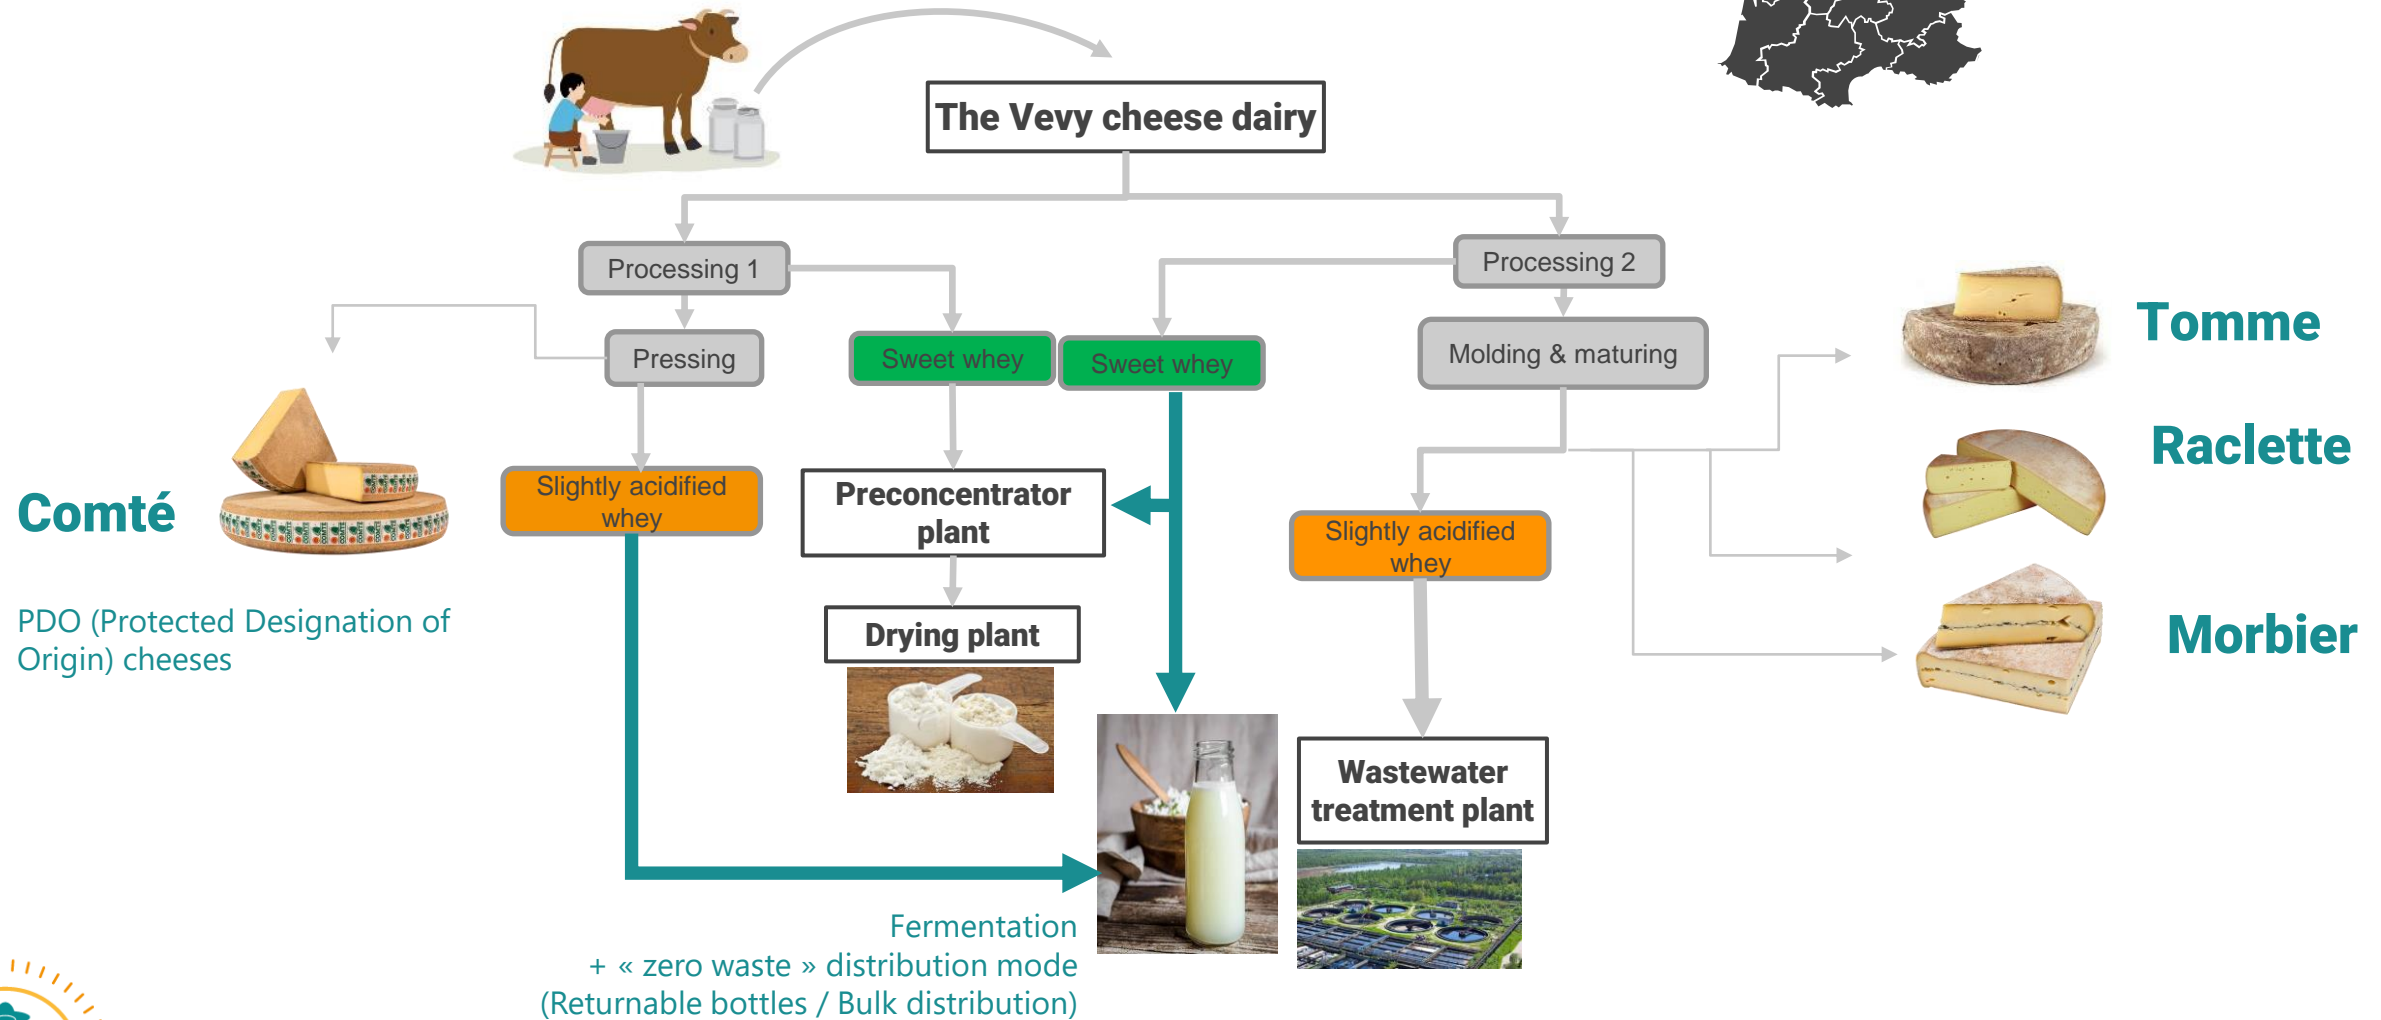 The Vevy cheese dairy
Processing 1
Processing 2
Pressing
Sweet whey
Sweet whey
Molding & maturing
Tomme
Raclette
Comté
Slightly acidified
whey
Preconcentrator
plant
Slightly acidified
whey
PDO (Protected Designation of
Origin) cheeses
Drying plant
Morbier
Wastewater
treatment plant
Fermentation
+ « zero waste » distribution mode
(Returnable bottles / Bulk distribution)